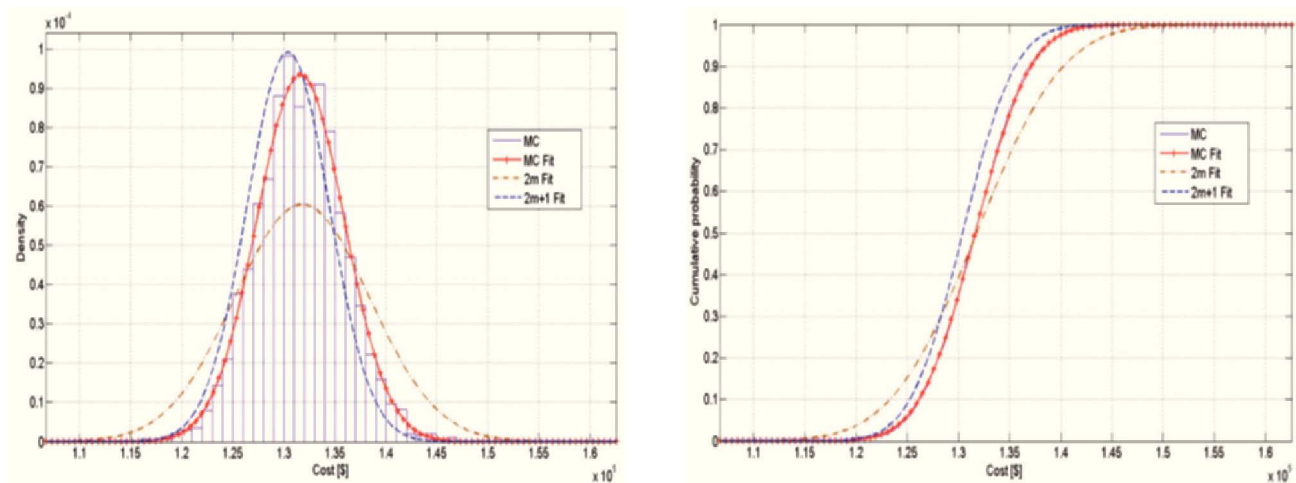 x 10⁻⁴
1
0.9
0.8
0.7
0.6
0.5
0.4
0.3
0.2
0.1
0
Density
MC
MC Fit
2m Fit
2m+1 Fit
1.1 1.15 1.2 1.25 1.3 1.35 1.4 1.45 1.5 1.55 1.6
Cost [$]
x 10⁵
1
0.9
0.8
0.7
0.6
0.5
0.4
0.3
0.2
0.1
0
Cumulative probability
MC
MC Fit
2m Fit
2m+1 Fit
1.1 1.15 1.2 1.25 1.3 1.35 1.4 1.45 1.5 1.55 1.6
Cost [$]
x 10⁵